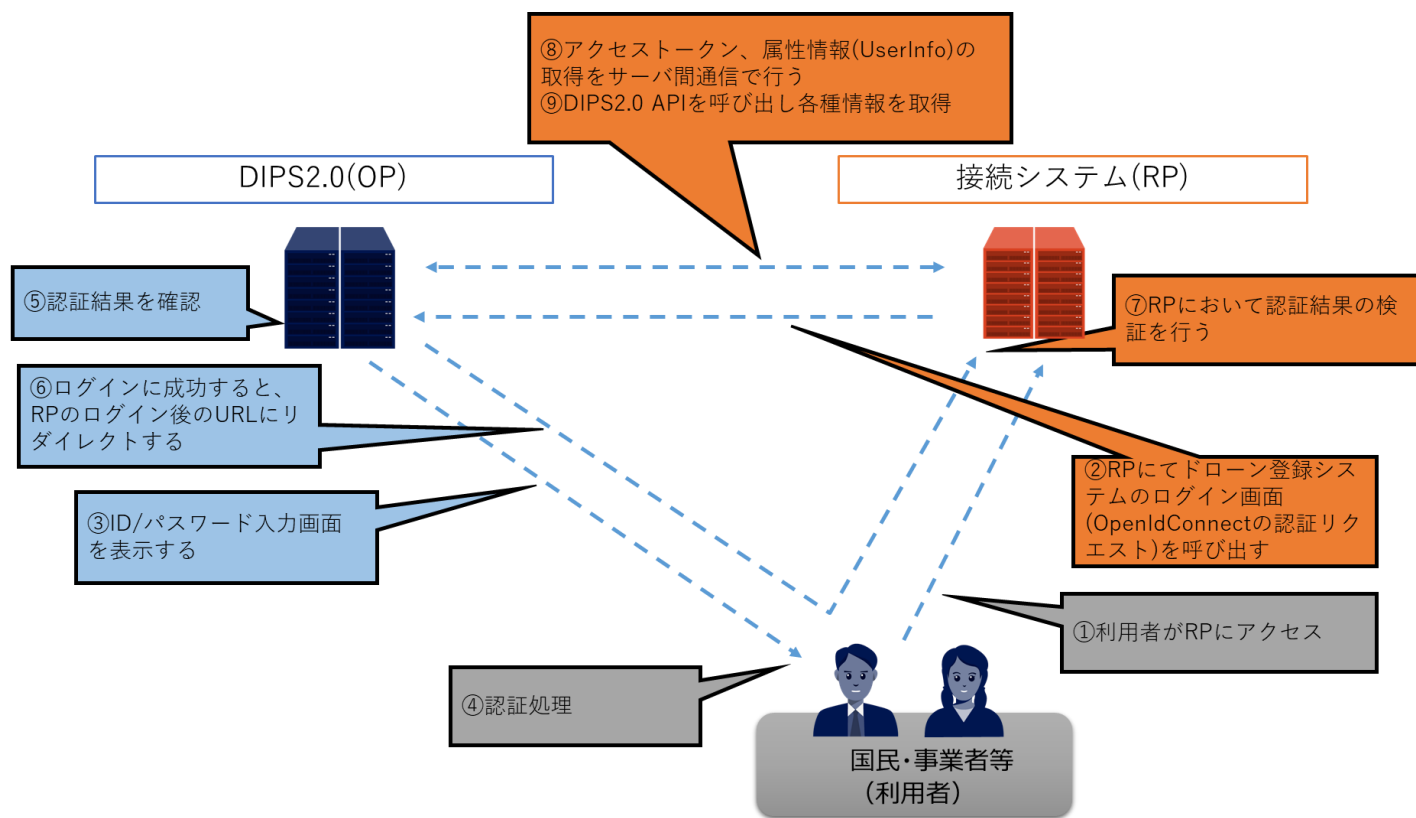 ⑧アクセストークン、属性情報(UserInfo)の
取得をサーバ間通信で行う
⑨DIPS2.0 APIを呼び出し各種情報を取得
DIPS2.0(OP)
接続システム(RP)
⑤認証結果を確認
⑦RPにおいて認証結果の検
証を行う
⑥ログインに成功すると、
RPのログイン後のURLにリ
ダイレクトする
②RPにてドローン登録シス
テムのログイン画面
(OpenIdConnectの認証リク
エスト)を呼び出す
③ID/パスワード入力画面
を表示する
①利用者がRPにアクセス
④認証処理
国民・事業者等
（利用者）